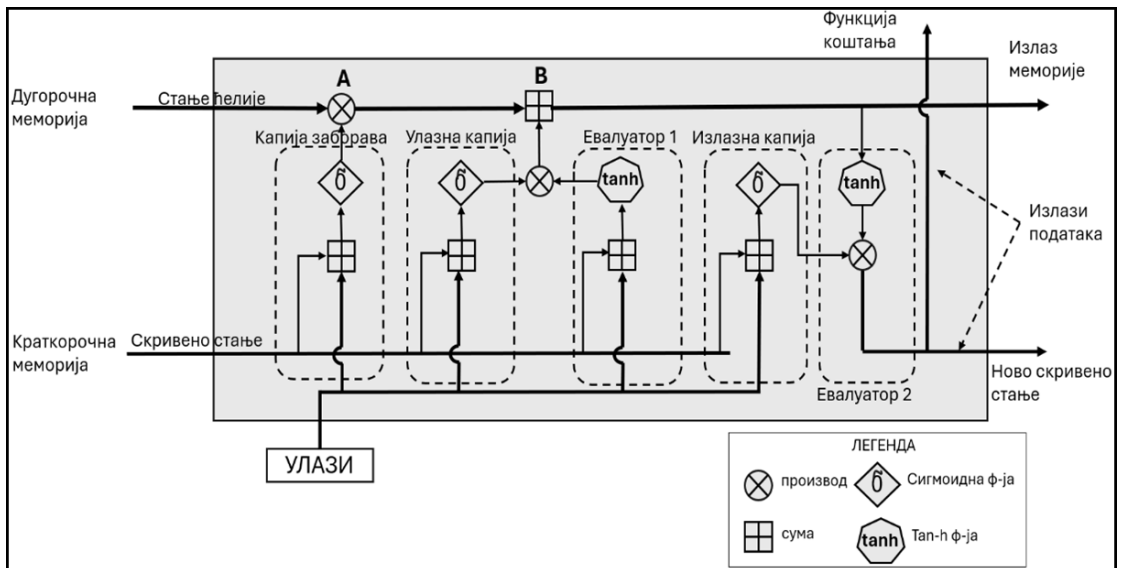 Функција
коштања
Излаз
меморије
A
B
Дугорочна
меморија
Стање ћелије
Капија заборава
Улазна капија
Евалуатор 1
Излазна капија
б
б
tanh
б
tanh
Излази
података
Краткорочна
меморија
Скривено стање
Ново скривено
стање
Евалуатор 2
УЛАЗИ
ЛЕГЕНДА
производ
б
Сигмоидна ф-ја
сума
tanh
Tan-h ф-ја